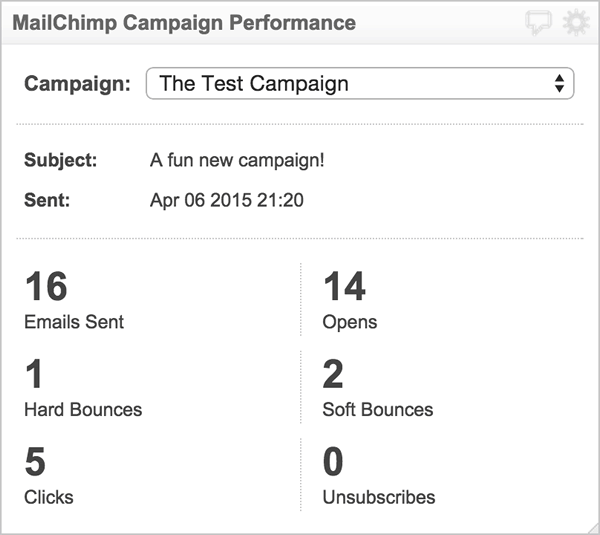 MailChimp Campaign Performance
Campaign: The Test Campaign
Subject: A fun new campaign!
Sent: Apr 06 2015 21:20
16 14
Emails Sent Opens
1 2
Hard Bounces Soft Bounces
5 0
Clicks Unsubscribes